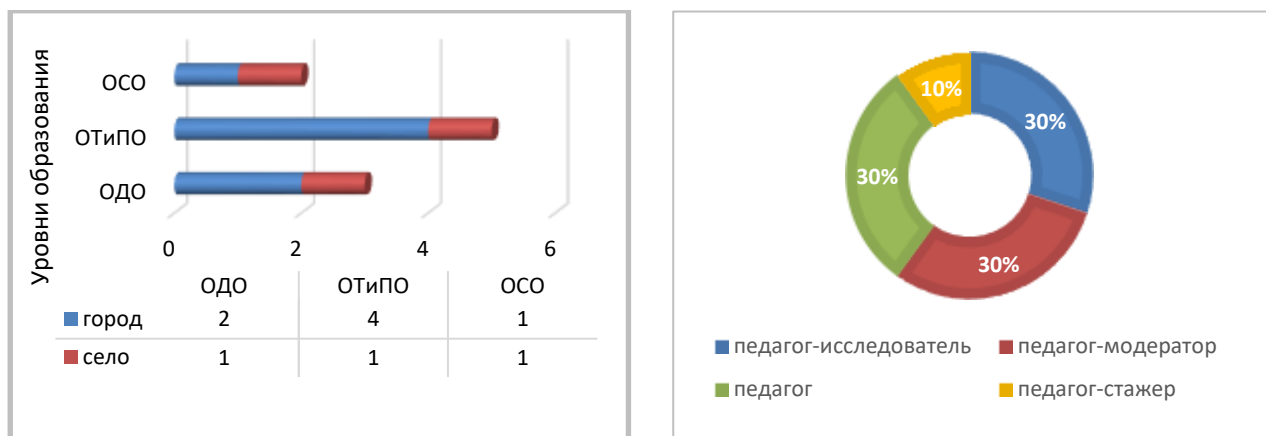 Уровни образования
ОСО
ОТиПО
ОДО
0 2 4 6
ОДО ОТиПО ОСО
город 2 4 1
село 1 1 1
10%
30%
30%
30%
педагог-исследователь педагог-модератор
педагог педагог-стажер